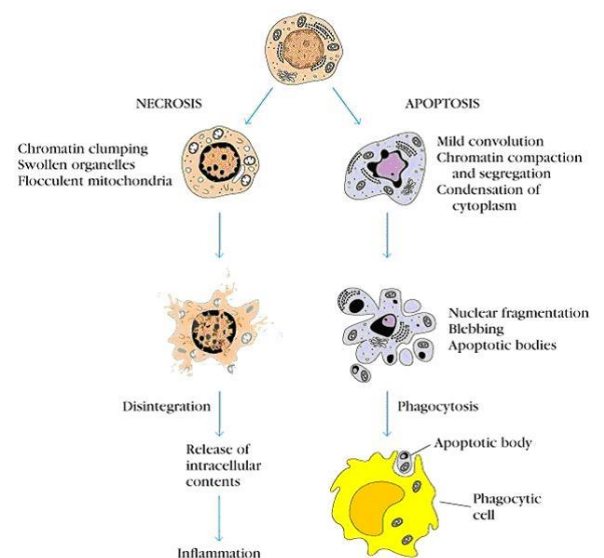 NECROSIS
APOPTOSIS
Chromatin clumping
Swollen organelles
Flocculent mitochondria
Mild convolution
Chromatin compaction
and segregation
Condensation of
cytoplasm
Nuclear fragmentation
Blebbing
Apoptotic bodies
Disintegration
Phagocytosis
Release of
intracellular
contents
Apoptotic body
Phagocytic
cell
Inflammation